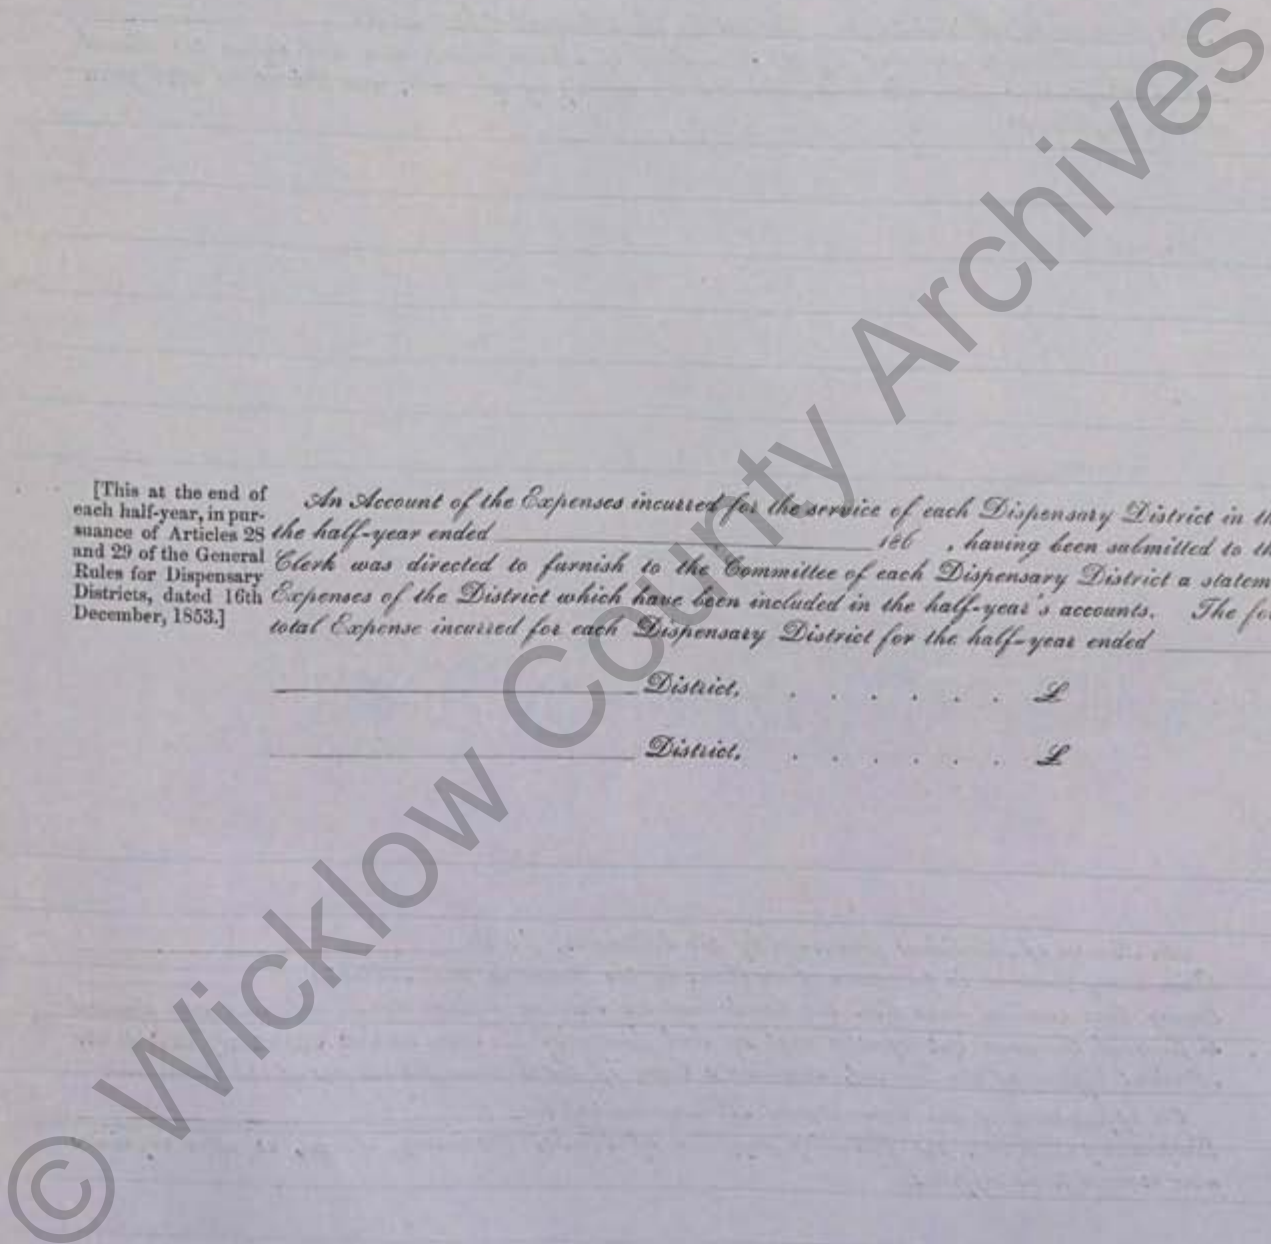 [This at the end of
each half-year, in pur-
suance of Articles 28
and 29 of the General
Rules for Dispensary
Districts, dated 16th
December, 1853.]
An Account of the Expenses incurred for the service of each Dispensary District in th
the half-year ended 186 , having been submitted to th
Clerk was directed to furnish to the Committee of each Dispensary District a statem
Expenses of the District which have been included in the half-year's accounts. The fo
total Expense incurred for each Dispensary District for the half-year ended
District, . . . . . . £
District, . . . . . . £
© Wicklow County Archives